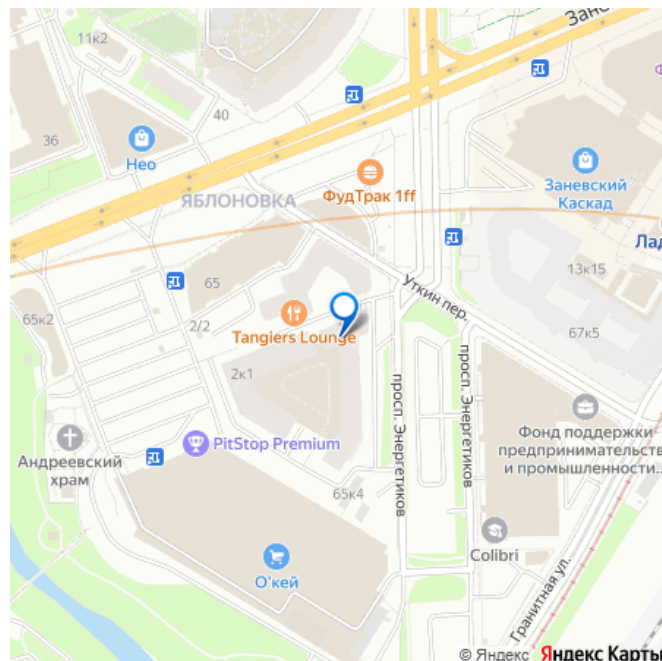 11к2
Зане
40
36
Нео
ФудТрак 1ff
Заневский
Каскад
ЯБЛОНОВКА
Лад
13к15
65
Уткин пер.
65к2
2/2
Tangiers Lounge
67к5
2к1
просп. Энергетиков
просп. Энергетиков
PitStop Premium
Андреевский
храм
Фонд поддержки
предпринимательств
и промышленности...
65к4
Colibri
О'кей
Гранитная ул.
© Яндекс Яндекс Карты